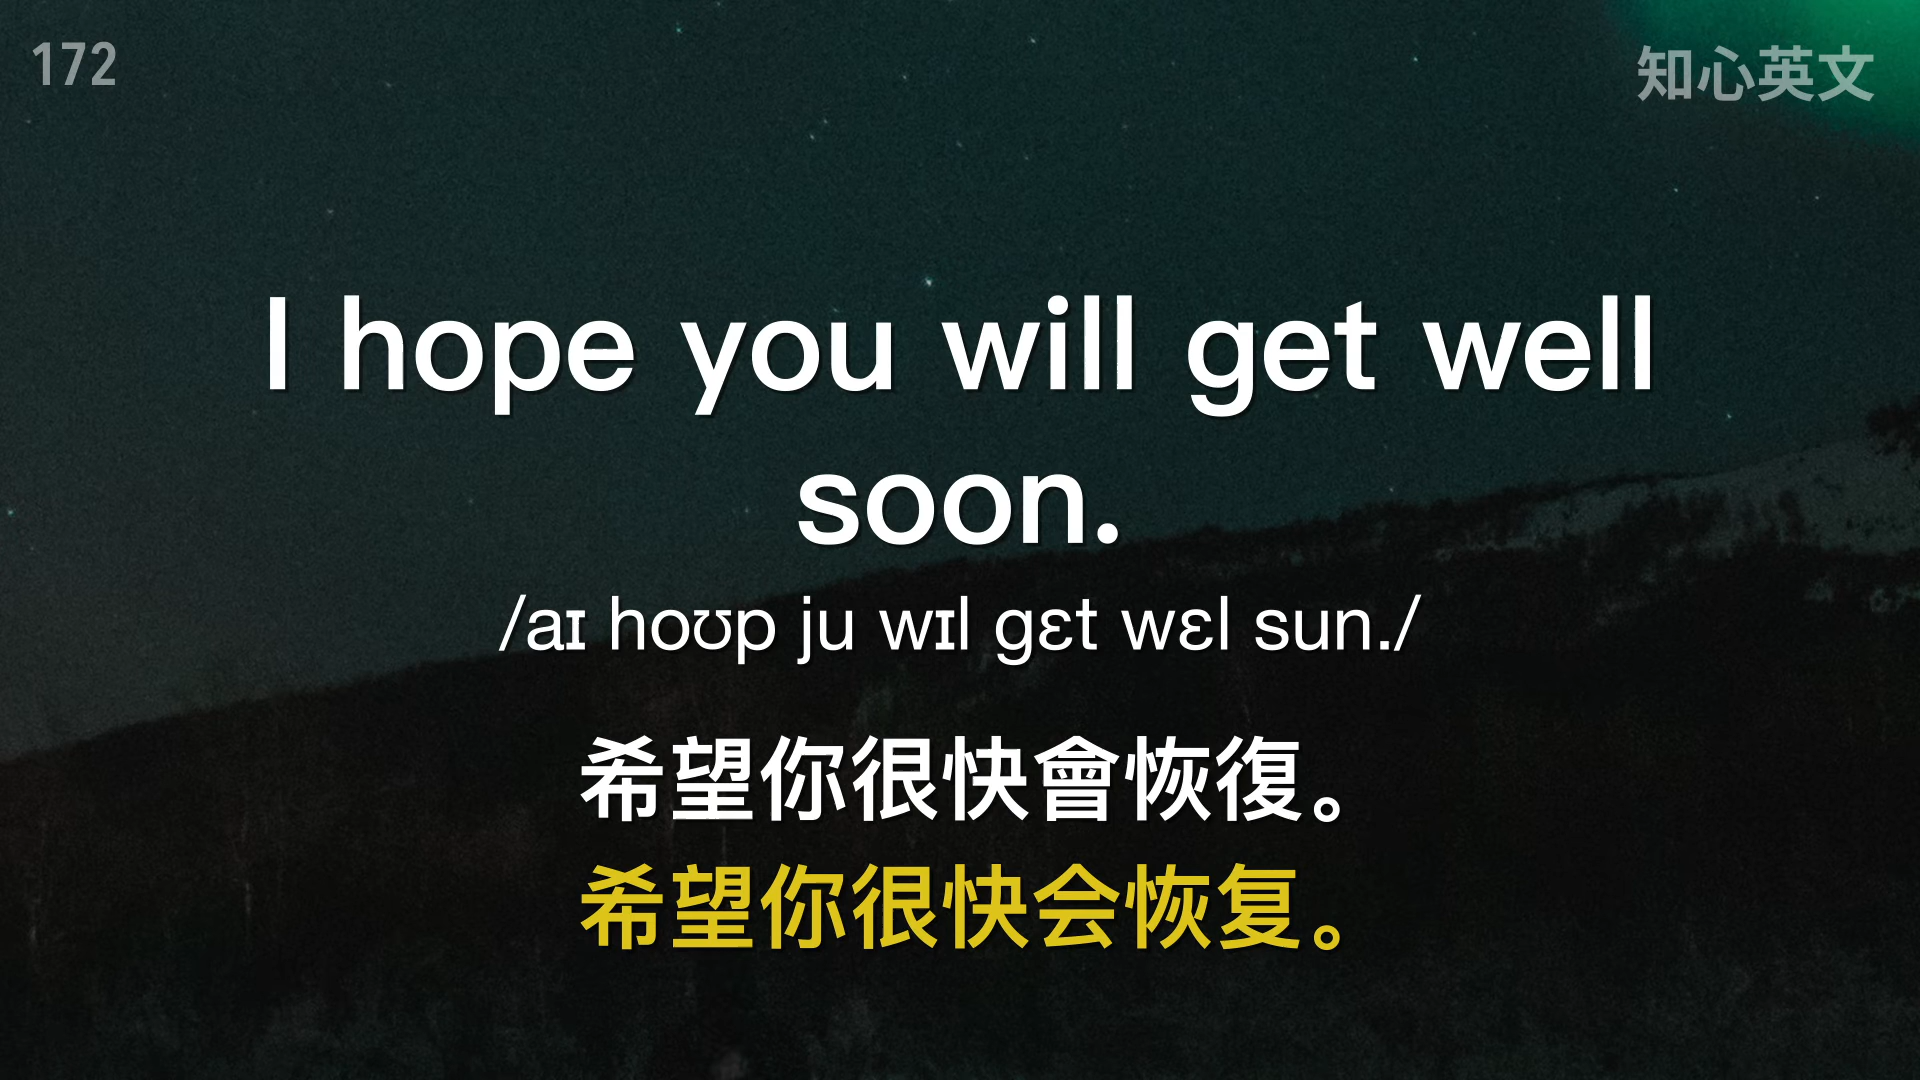 172
知心英文
I hope you will get well
soon.
/aɪ hoʊp ju wɪl gɛt wɛl sun./
希望你很快會恢復。
希望你很快会恢复。